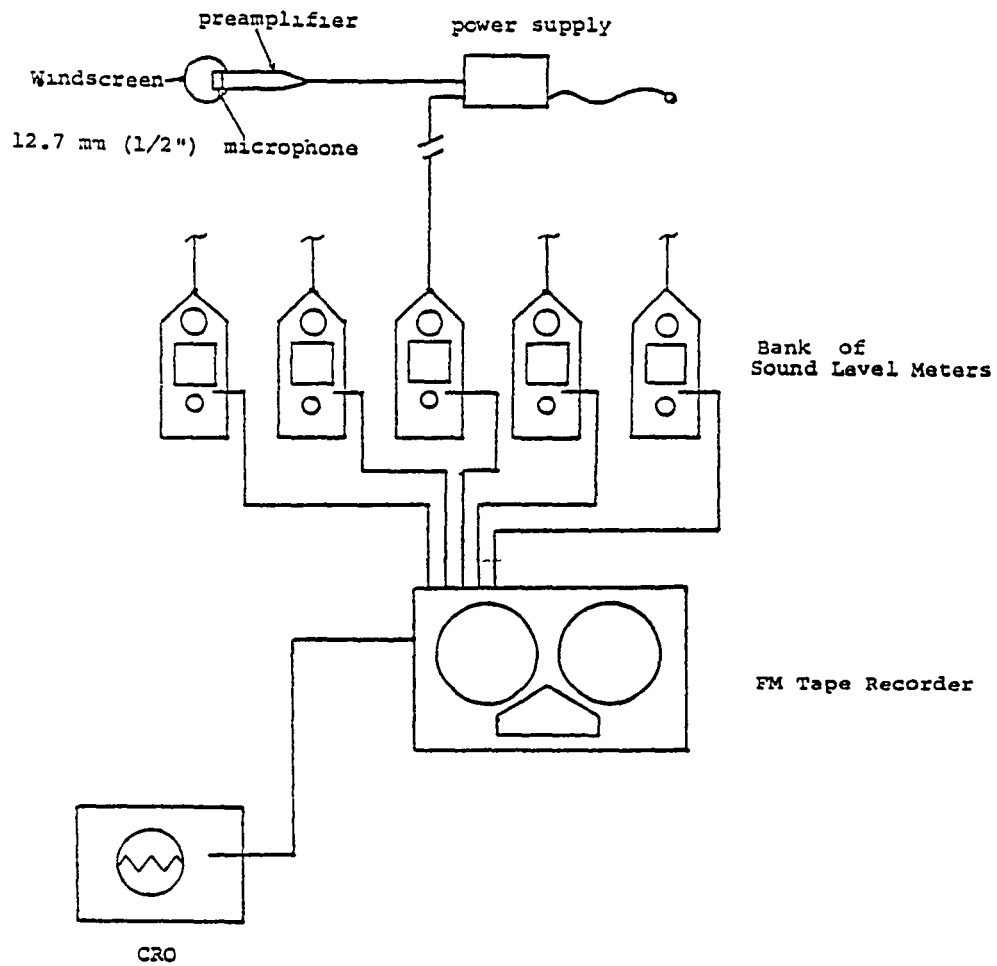 preamplifier
power supply
Windscreen
12.7 mm (1/2") microphone
Bank of
Sound Level Meters
FM Tape Recorder
CRO